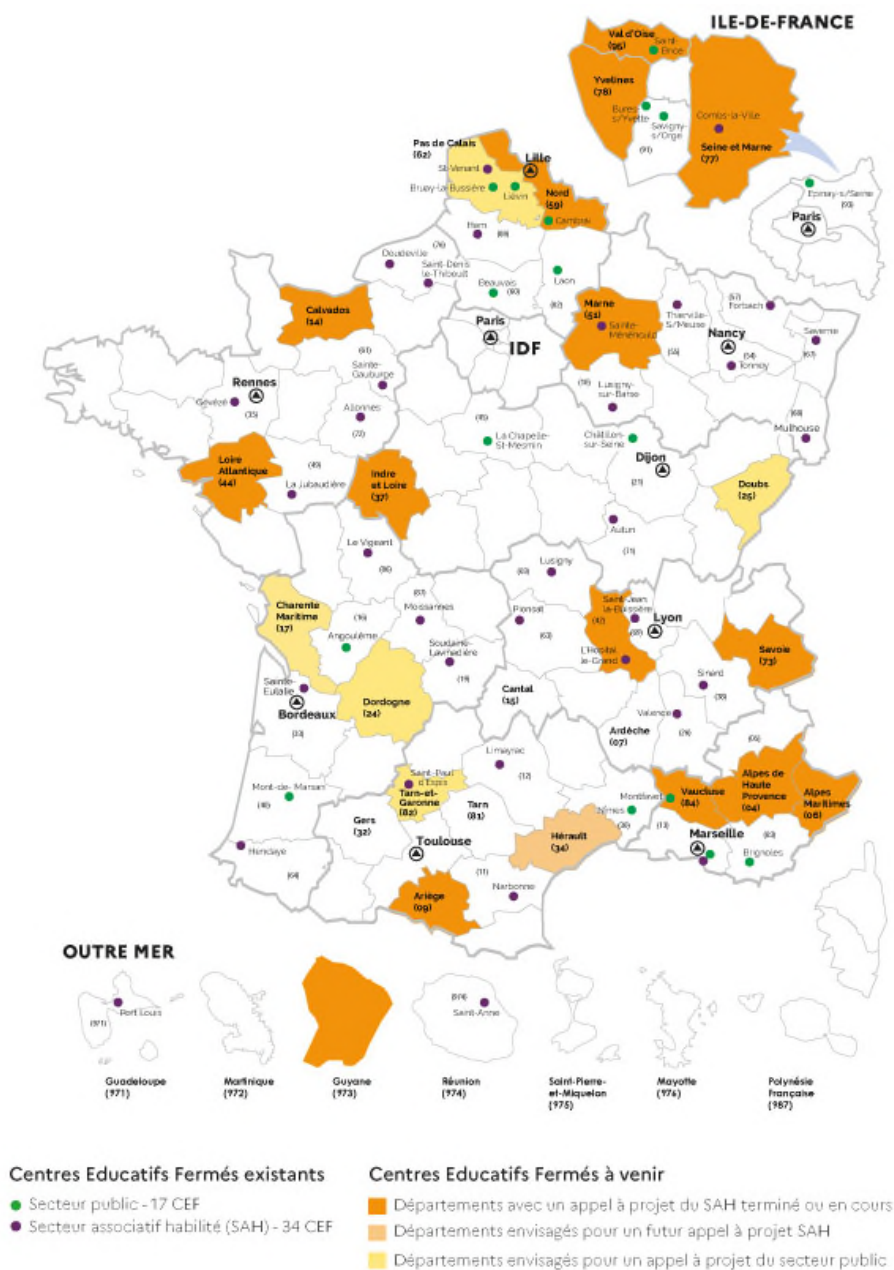 ILE-DE-FRANCE
Val d'Oise
(95)
Saint-
Brice
Yvelines
(78)
Bures-
s/Yvette
Savigny-
s/Orge
(91)
Combs-la-Ville
Seine et Marne
(77)
Epinay-s/Seine
(93)
Paris
Pas de Calais
(62)
Lille
St-Venant
Bruay-la-Bussière
Liévin
Nord
(59)
Cambrai
Ham
(80)
(76)
Doudeville
Saint-Denis
le-Thiboult
Beauvais
(60)
Laon
(02)
Calvados
(14)
Paris
IDF
Marne
(51)
Sainte-
Ménéhould
Thierville-
S/Meuse
(55)
(57)
Forbach
Nancy
(54)
Tonnoy
Saverne
(67)
(61)
Sainte-
Gauburge
Rennes
Gévezé
(35)
Allonnes
(72)
(10)
Lusigny-
sur-Barse
(68)
Mulhouse
(45)
La Chapelle-
St-Mesmin
Châtillon-
sur-Seine
Dijon
(21)
Loire
Atlantique
(44)
(49)
La Jubaudière
Indre
et Loire
(37)
Doubs
(25)
Autun
(71)
Le Vigeant
(86)
(03)
Lusigny
Charente
Maritime
(17)
(16)
Angoulême
(87)
Moissannes
Pionsat
(63)
Saint-Jean
la-Bussière
(42)
(69)
Lyon
L'Hôpital
le-Grand
Savoie
(73)
Soudaine-
Lavinadière
(19)
Sainte-
Eulalie
Bordeaux
(33)
Dordogne
(24)
Cantal
(15)
Sinard
(38)
Ardèche
(07)
Valence
(26)
(05)
Limayrac
(12)
Saint-Paul
d'Espis
Tarn-et-
Garonne
(82)
Mont-de-Marsan
(40)
Gers
(32)
Tarn
(81)
Toulouse
Hérault
(34)
Montfavet
Nîmes
(30)
Vaucluse
(84)
Alpes de
Haute
Provence
(04)
Alpes
Maritimes
(06)
(13)
Marseille
(83)
Brignoles
Hendaye
(64)
Ariège
(09)
(11)
Narbonne
OUTRE MER
(971)
Port Louis
(974)
Saint-Anne
Guadeloupe
(971)
Martinique
(972)
Guyane
(973)
Réunion
(974)
Saint-Pierre-
et-Miquelon
(975)
Mayotte
(976)
Polynésie
Française
(987)
Centres Educatifs Fermés existants
Secteur public - 17 CEF
Secteur associatif habilité (SAH) - 34 CEF
Centres Educatifs Fermés à venir
Départements avec un appel à projet du SAH terminé ou en cours
Départements envisagés pour un futur appel à projet SAH
Départements envisagés pour un appel à projet du secteur public